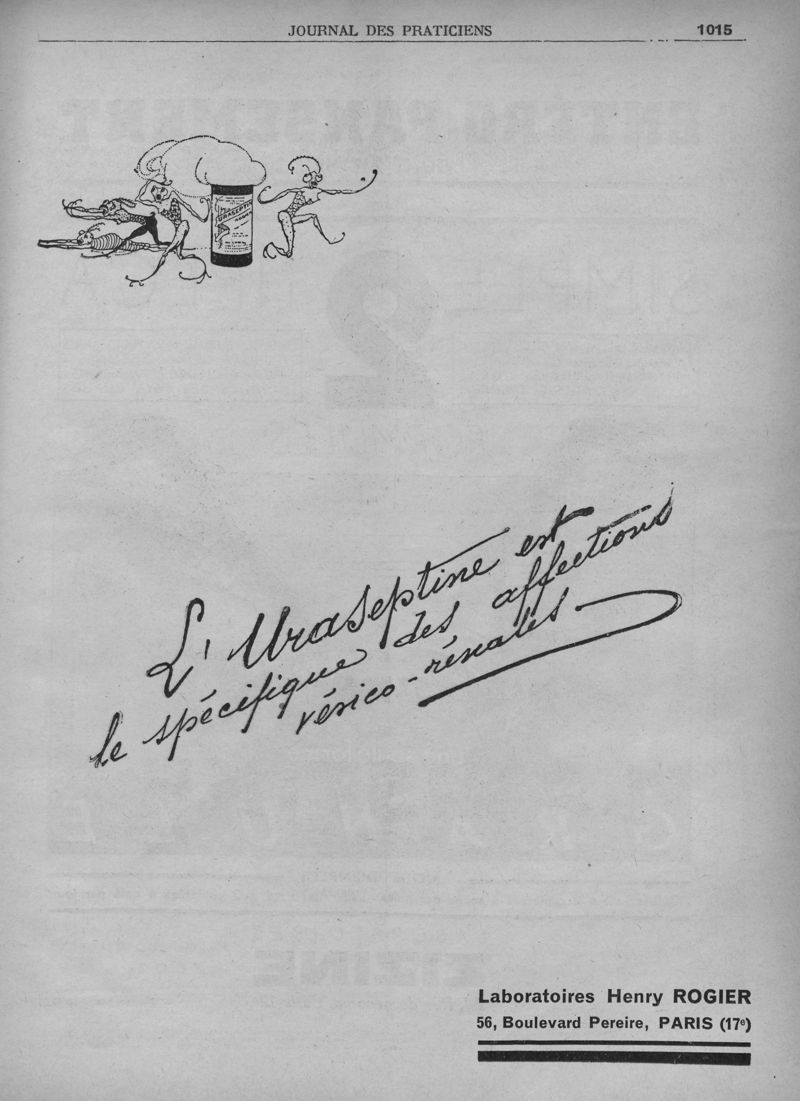 JOURNAL DES PRATICIENS 1015
URASEPTINE
L'Uraseptine est
le spécifique des affections
vésico-rénales
Laboratoires Henry ROGIER
56, Boulevard Pereire, PARIS (17e)